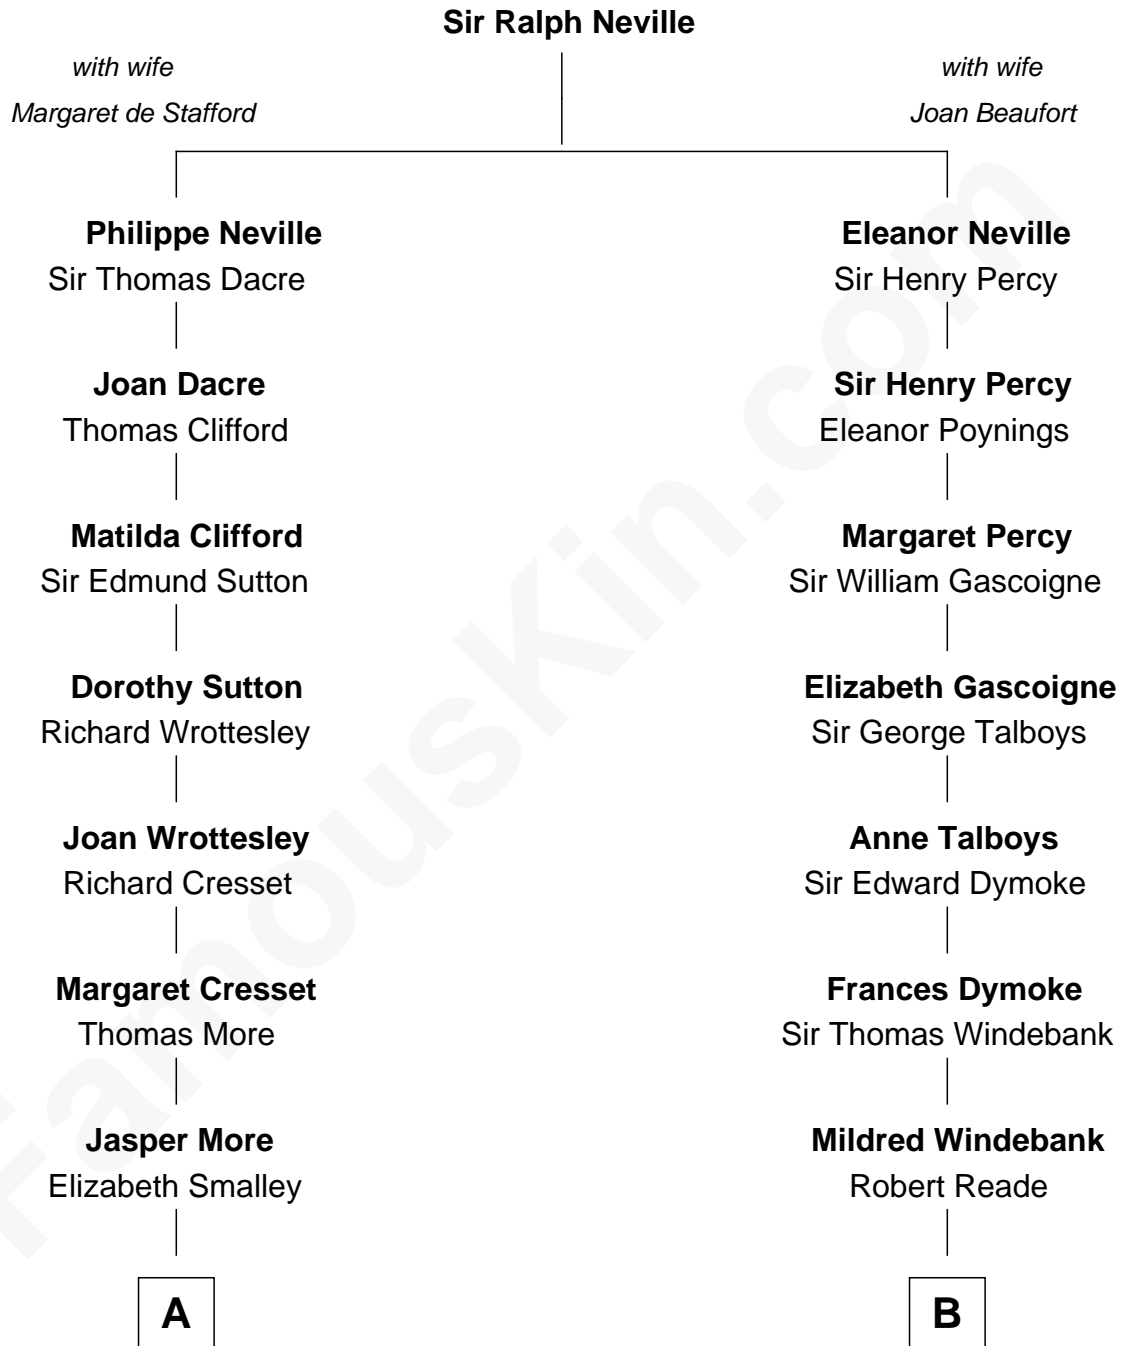 Sir Ralph Neville
with wife
Margaret de Stafford
with wife
Joan Beaufort
Philippe Neville
Sir Thomas Dacre
Eleanor Neville
Sir Henry Percy
Joan Dacre
Thomas Clifford
Sir Henry Percy
Eleanor Poynings
Matilda Clifford
Sir Edmund Sutton
Margaret Percy
Sir William Gascoigne
Dorothy Sutton
Richard Wrottesley
Elizabeth Gascoigne
Sir George Talboys
Joan Wrottesley
Richard Cresset
Anne Talboys
Sir Edward Dymoke
Margaret Cresset
Thomas More
Frances Dymoke
Sir Thomas Windebank
Jasper More
Elizabeth Smalley
Mildred Windebank
Robert Reade
A
B
FamousKin.com